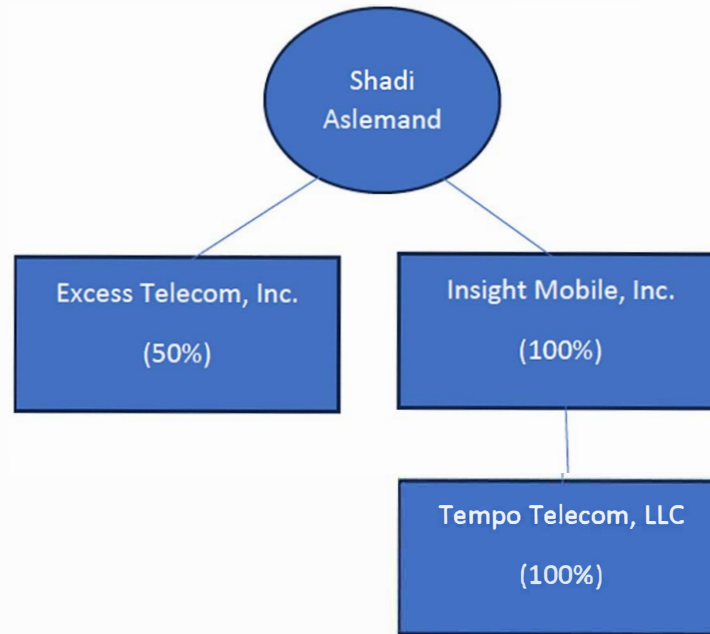 Shadi
Aslemand
Excess Telecom, Inc.
(50%)
Insight Mobile, Inc.
(100%)
Tempo Telecom, LLC
(100%)